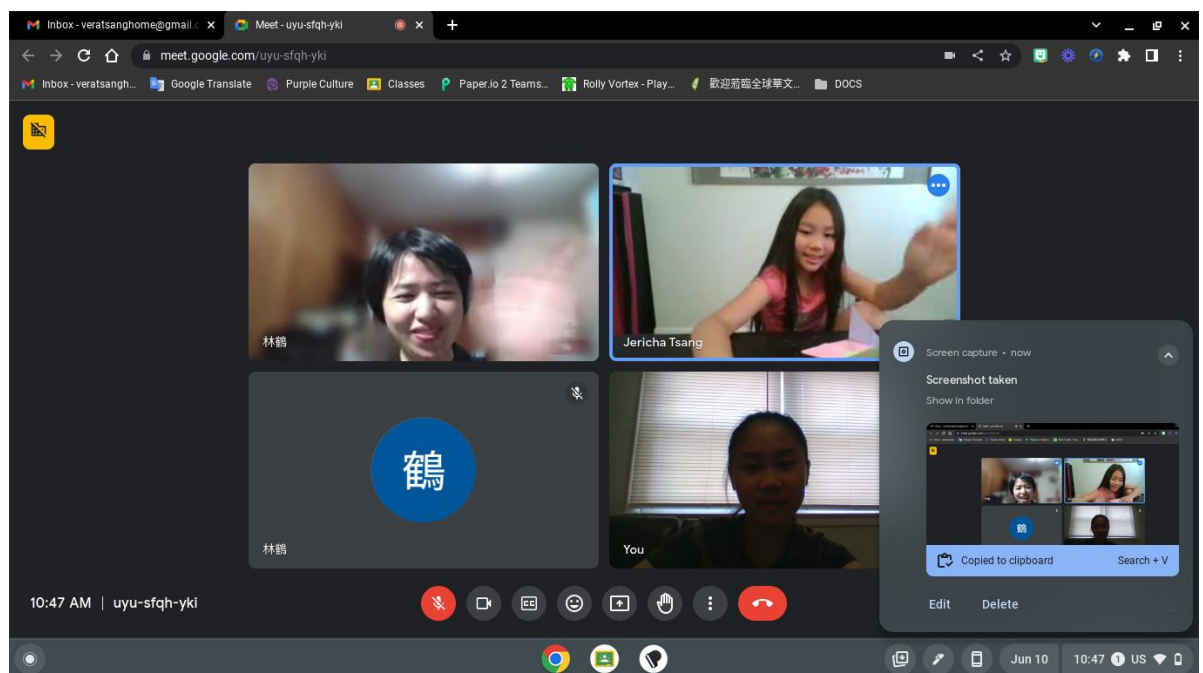 Inbox - veratsanghome@gmail.c
Meet - uyu-sfqh-yki
meet.google.com/uyu-sfqh-yki
Inbox - veratsangh...
Google Translate
Purple Culture
Classes
Paper.io 2 Teams...
Rolly Vortex - Play...
歡迎蒞臨全球華文...
DOCS
林鶴
Jericha Tsang
鶴
林鶴
You
Screen capture • now
Screenshot taken
Show in folder
鶴
Copied to clipboard
Search + V
Edit
Delete
10:47 AM | uyu-sfqh-yki
CC
Jun 10
10:47
1
US